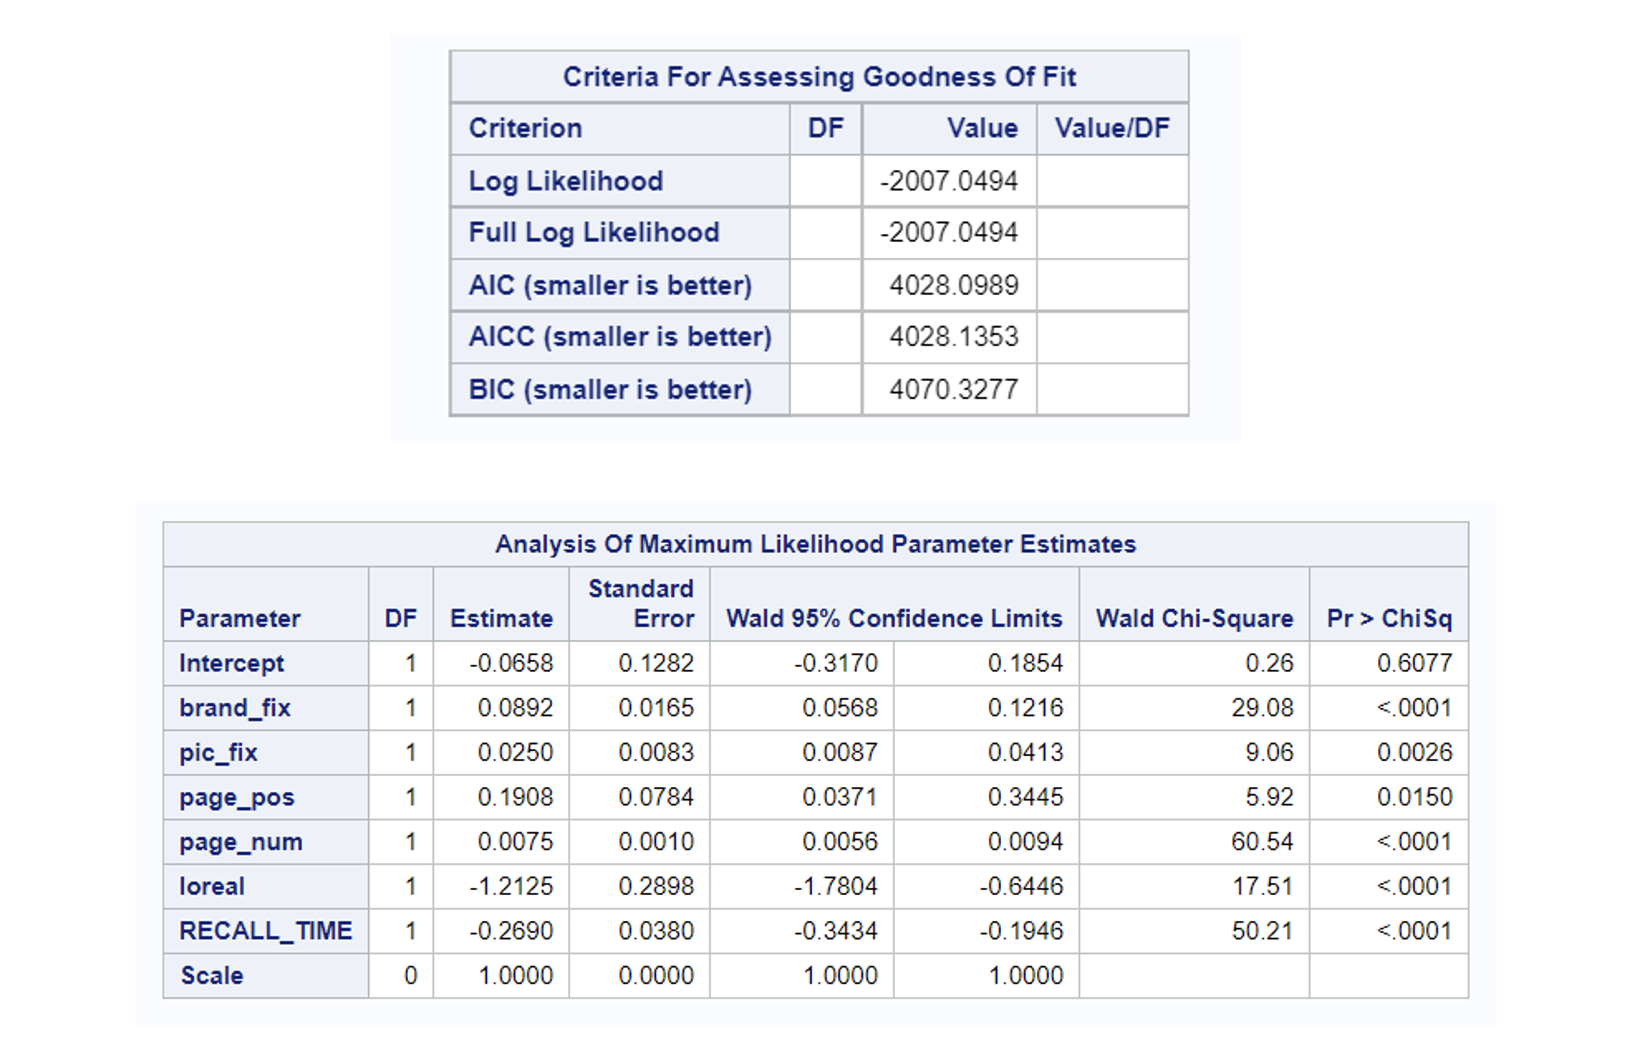 Criteria For Assessing Goodness Of Fit
Criterion DF Value Value/DF
Log Likelihood -2007.0494
Full Log Likelihood -2007.0494
AIC (smaller is better) 4028.0989
AICC (smaller is better) 4028.1353
BIC (smaller is better) 4070.3277
Analysis Of Maximum Likelihood Parameter Estimates
Parameter DF Estimate Standard Error Wald 95% Confidence Limits Wald Chi-Square Pr > ChiSq
Intercept 1 -0.0658 0.1282 -0.3170 0.1854 0.26 0.6077
brand_fix 1 0.0892 0.0165 0.0568 0.1216 29.08 <.0001
pic_fix 1 0.0250 0.0083 0.0087 0.0413 9.06 0.0026
page_pos 1 0.1908 0.0784 0.0371 0.3445 5.92 0.0150
page_num 1 0.0075 0.0010 0.0056 0.0094 60.54 <.0001
loreal 1 -1.2125 0.2898 -1.7804 -0.6446 17.51 <.0001
RECALL_TIME 1 -0.2690 0.0380 -0.3434 -0.1946 50.21 <.0001
Scale 0 1.0000 0.0000 1.0000 1.0000